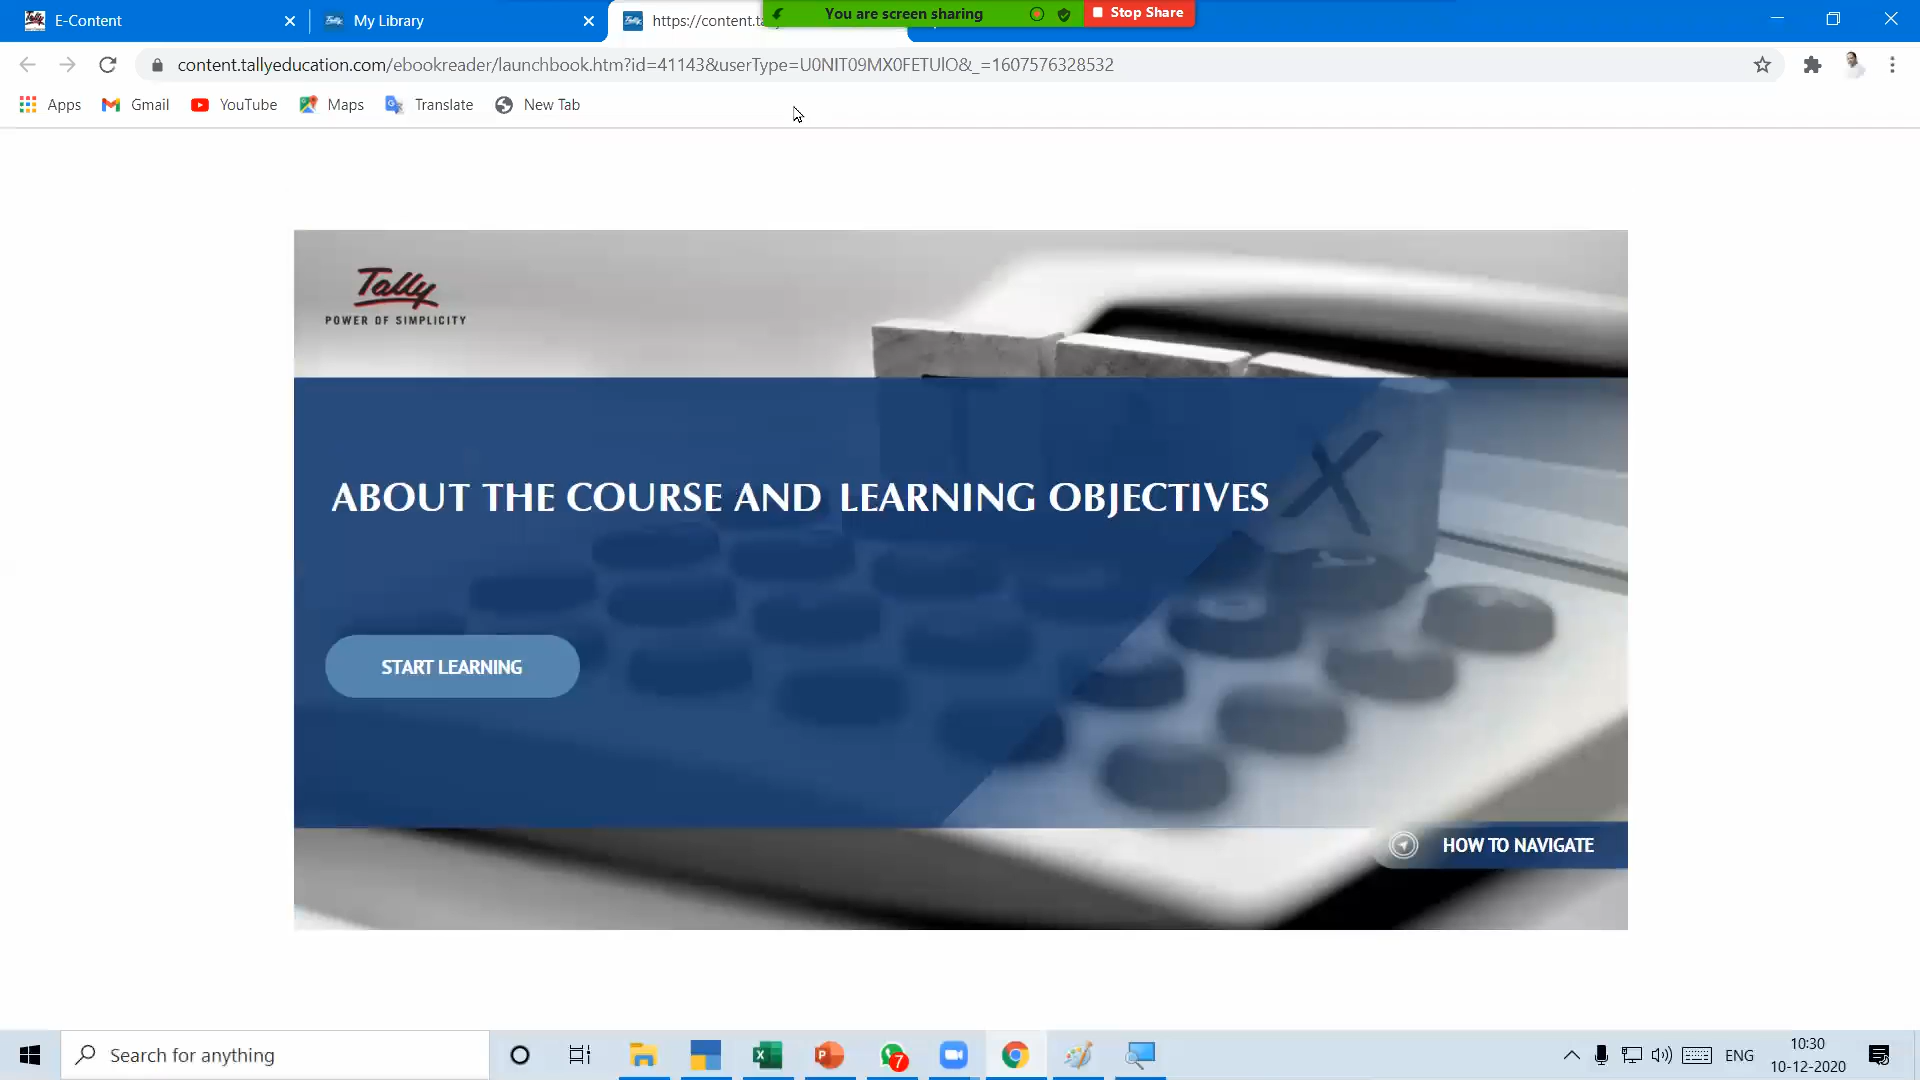 E-Content
My Library
https://content.ta
You are screen sharing
Stop Share
content.tallyeducation.com/ebookreader/launchbook.htm?id=41143&userType=U0NIT09MX0FETUlO&_=1607576328532
Apps
Gmail
YouTube
Maps
Translate
New Tab
Tally
POWER OF SIMPLICITY
ABOUT THE COURSE AND LEARNING OBJECTIVES
X
START LEARNING
HOW TO NAVIGATE
Search for anything
7
ENG
10:30
10-12-2020